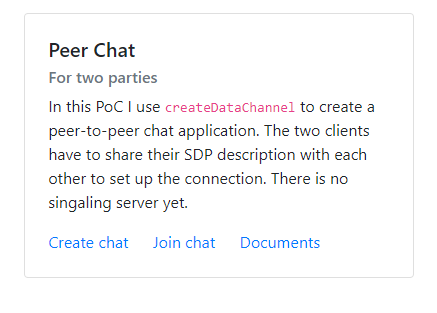 Peer Chat
For two parties
In this PoC I use createDataChannel to create a
peer-to-peer chat application. The two clients
have to share their SDP description with each
other to set up the connection. There is no
singaling server yet.
Create chat Join chat Documents